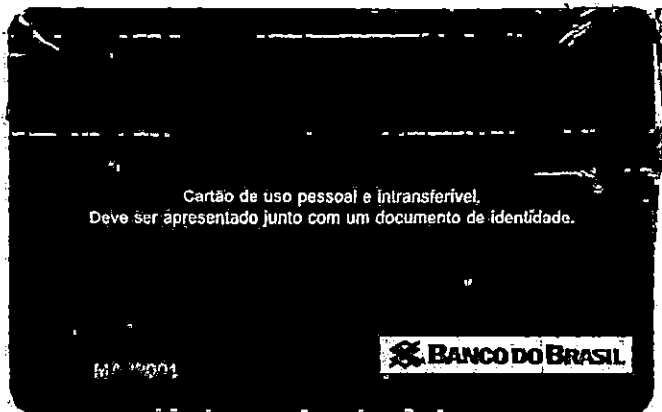 Cartão de uso pessoal e intransferível.
Deve ser apresentado junto com um documento de identidade.
BANCO DO BRASIL